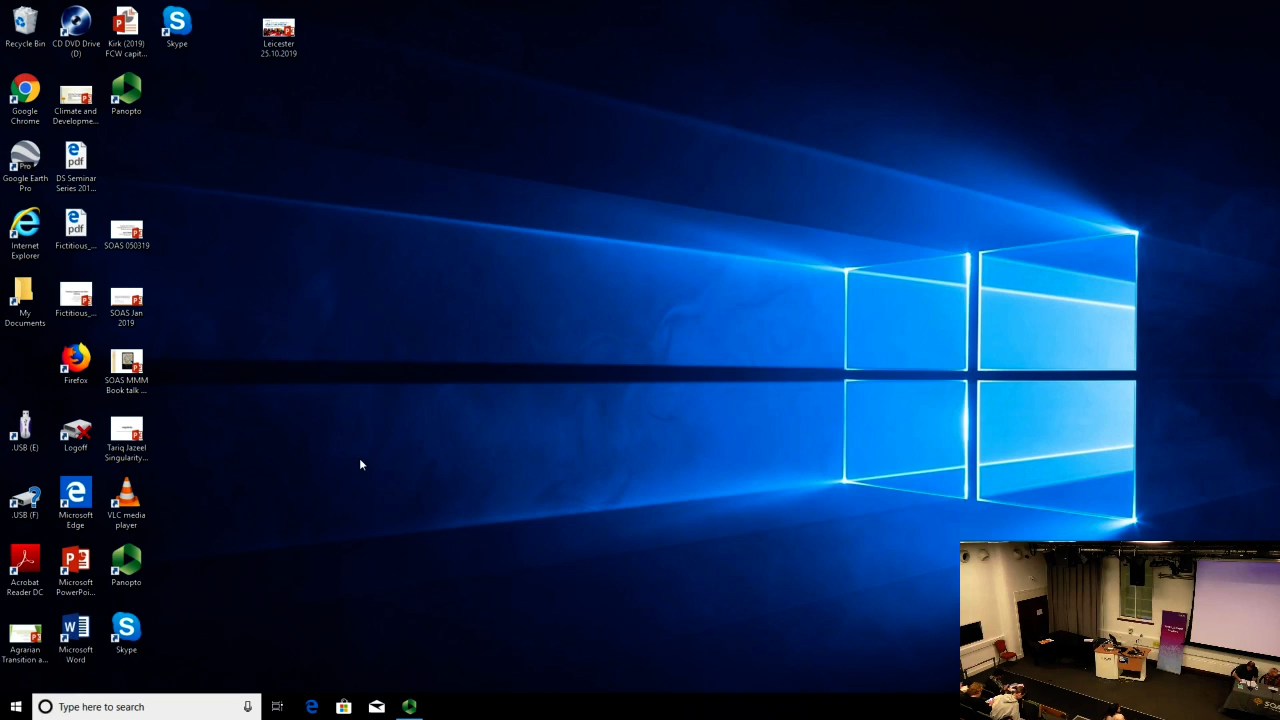 Recycle Bin
CD DVD Drive
(D)
Kirk (2019)
FCW capit...
Skype
Leicester
25.10.2019
Google
Chrome
Climate and
Developme...
Panopto
Pro
Google Earth
Pro
pdf
DS Seminar
Series 201...
Internet
Explorer
pdf
Fictitious_...
SOAS 050319
My
Documents
Fictitious_...
SOAS Jan
2019
Firefox
SOAS MMM
Book talk ...
.USB (E)
Logoff
Tariq Jazeel
Singularity...
.USB (F)
Microsoft
Edge
VLC media
player
Acrobat
Reader DC
Microsoft
PowerPoi...
Panopto
Agrarian
Transition a...
Microsoft
Word
Skype
Type here to search